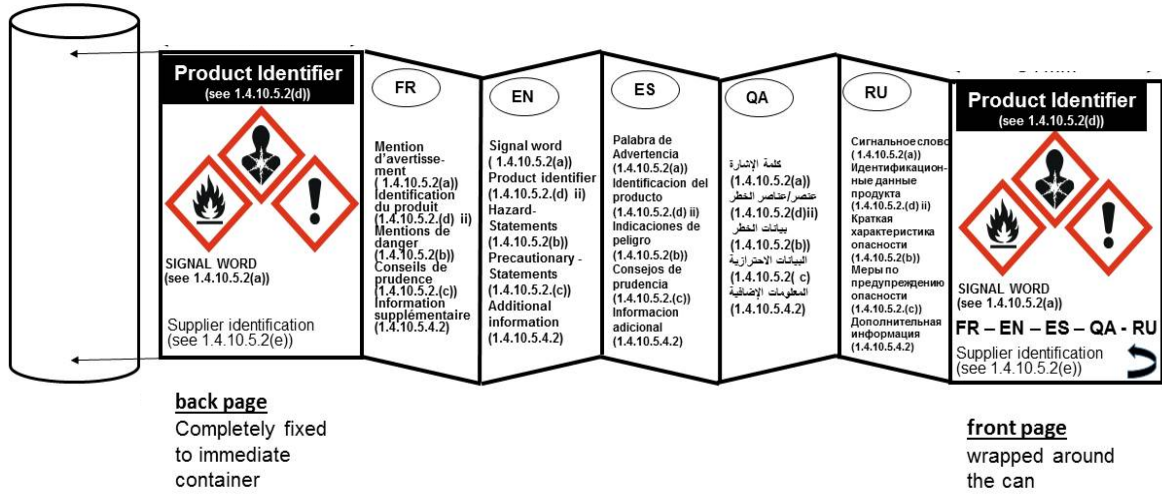 Product Identifier
(see 1.4.10.5.2(d))
SIGNAL WORD
(see 1.4.10.5.2(a))
Supplier identification
(see 1.4.10.5.2(e))
back page
Completely fixed
to immediate
container
FR
Mention
d'avertisse-
ment
( 1.4.10.5.2(a))
Identification
du produit
(1.4.10.5.2.(d) ii)
Mentions de
danger
(1.4.10.5.2(b))
Conseils de
prudence
(1.4.10.5.2.(c))
Information
supplémentaire
(1.4.10.5.4.2)
EN
Signal word
( 1.4.10.5.2(a))
Product identifier
(1.4.10.5.2.(d) ii)
Hazard-
Statements
(1.4.10.5.2(b))
Precautionary -
Statements
(1.4.10.5.2.(c))
Additional
information
(1.4.10.5.4.2)
ES
Palabra de
Advertencia
(1.4.10.5.2(a))
Identificacion del
producto
(1.4.10.5.2.(d) ii)
Indicaciones de
peligro
(1.4.10.5.2(b))
Consejos de
prudencia
(1.4.10.5.2.(c))
Informacion
adicional
(1.4.10.5.4.2)
QA
كلمة الإشارة
(1.4.10.5.2(a))
عنصر/عناصر الخطر
(1.4.10.5.2(d)ii)
بيانات الخطر
(1.4.10.5.2(b))
البيانات الاحترازية
(1.4.10.5.2( c)
المعلومات الإضافية
(1.4.10.5.4.2)
RU
Сигнальное слово
( 1.4.10.5.2(a))
Идентификацион-
ные данные
продукта
(1.4.10.5.2.(d) ii)
Краткая
характеристика
опасности
(1.4.10.5.2(b))
Меры по
предупреждению
опасности
(1.4.10.5.2.(c))
Дополнительная
информация
(1.4.10.5.4.2)
Product Identifier
(see 1.4.10.5.2(d))
SIGNAL WORD
(see 1.4.10.5.2(a))
FR – EN – ES – QA - RU
Supplier identification
(see 1.4.10.5.2(e))
front page
wrapped around
the can